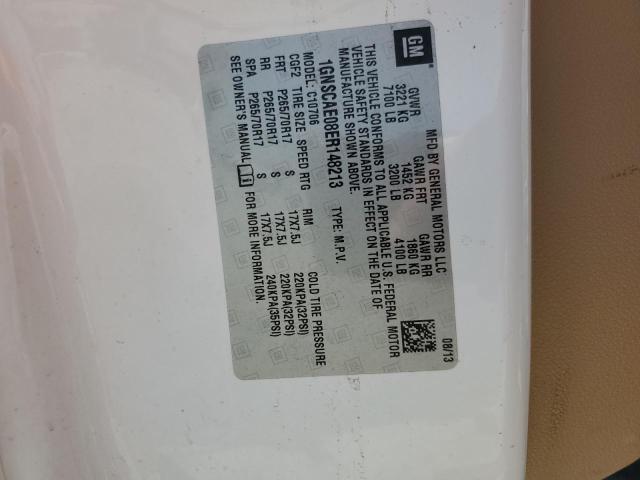 GM
MFD BY GENERAL MOTORS LLC 08/13
GVWR GAWR FRT GAWR RR
3221 KG 1452 KG 1860 KG
7100 LB 3200 LB 4100 LB
THIS VEHICLE CONFORMS TO ALL APPLICABLE U.S. FEDERAL MOTOR
VEHICLE SAFETY STANDARDS IN EFFECT ON THE DATE OF
MANUFACTURE SHOWN ABOVE.
1GNSCAE08ER148213 TYPE: M.P.V.
MODEL: C10706
CGF2 TIRE SIZE SPEED RTG RIM COLD TIRE PRESSURE
FRT P265/70R17 S 17X7.5J 220KPA(32PSI)
RR P265/70R17 S 17X7.5J 220KPA(32PSI)
SPA P265/70R17 S 17X7.5J 240KPA(35PSI)
SEE OWNER'S MANUAL FOR MORE INFORMATION.